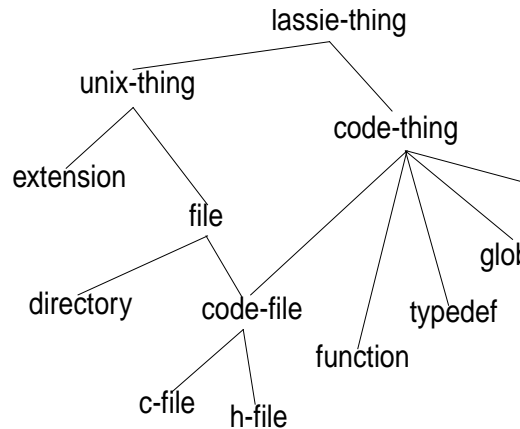 lassie-thing
unix-thing
code-thing
extension
file
directory
code-file
typedef
function
c-file
h-file